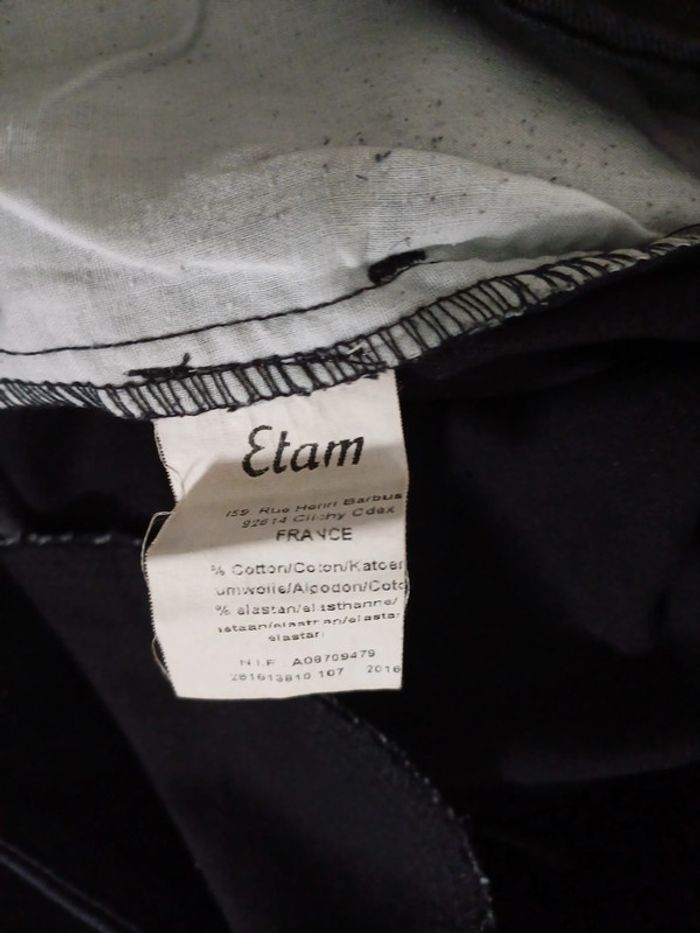 Etam
159. Rue Henri Barbus
92614 Clichy Cdex
FRANCE
% Cotton/Coton/Katoen
umwolle/Algodon/Coto
% elastan/elasthanne/
elastan
N.I.F. A08709479
107 2016